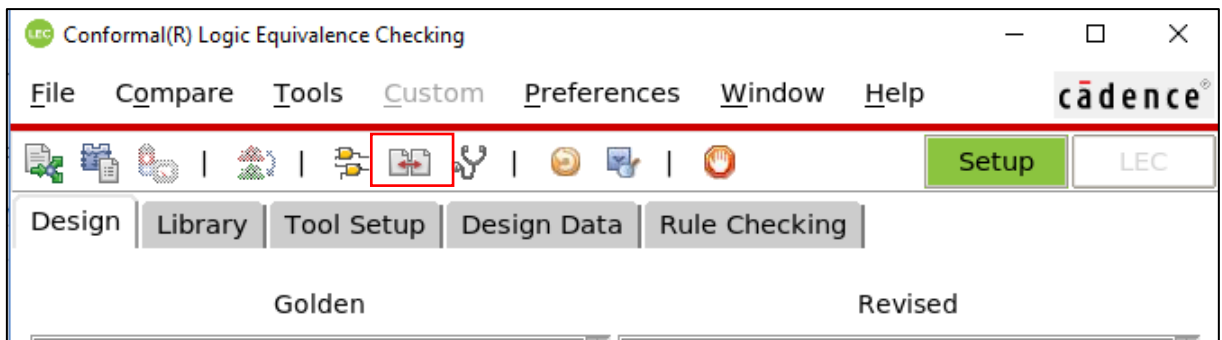 LEC Conformal(R) Logic Equivalence Checking
File Compare Tools Custom Preferences Window Help cādence®
Setup LEC
Design Library Tool Setup Design Data Rule Checking
Golden Revised